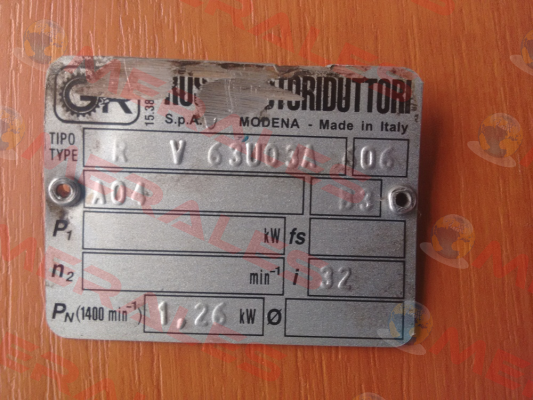 GR
15.38
S.p.A. MODENA - Made in Italy
TIPO
TYPE R V 63U03A 06
A04 B3
P1 kW fs
n2 min-1 i 32
PN (1400 min-1) 1,26 kW Ø
MERALES